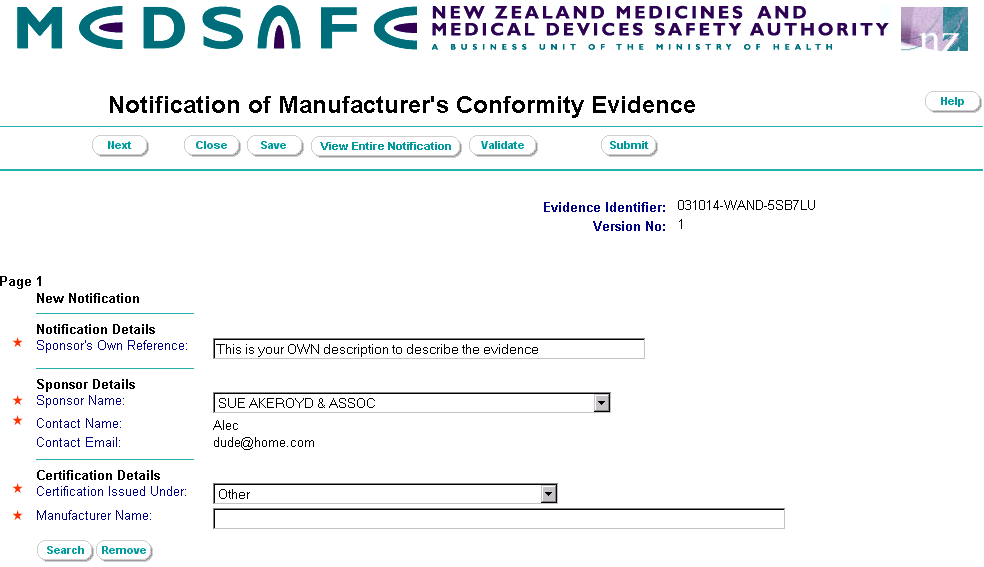 MEDSAFE
NEW ZEALAND MEDICINES AND
MEDICAL DEVICES SAFETY AUTHORITY
A BUSINESS UNIT OF THE MINISTRY OF HEALTH
nz
Notification of Manufacturer's Conformity Evidence
Help
Next Close Save View Entire Notification Validate Submit
Evidence Identifier: 031014-WAND-5SB7LU
Version No: 1
Page 1
New Notification
Notification Details
Sponsor's Own Reference: This is your OWN description to describe the evidence
Sponsor Details
Sponsor Name: SUE AKEROYD & ASSOC
Contact Name: Alec
Contact Email: dude@home.com
Certification Details
Certification Issued Under: Other
Manufacturer Name:
Search Remove